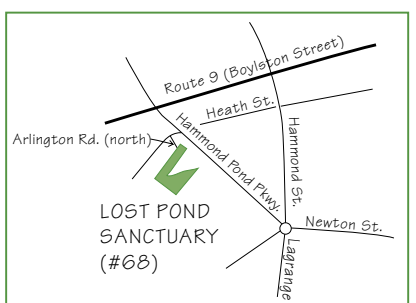 Route 9 (Boylston Street)
Heath St.
Hammond Pond Pkwy.
Arlington Rd. (north)
Hammond St.
LOST POND
SANCTUARY
(#68)
Newton St.
Lagrange